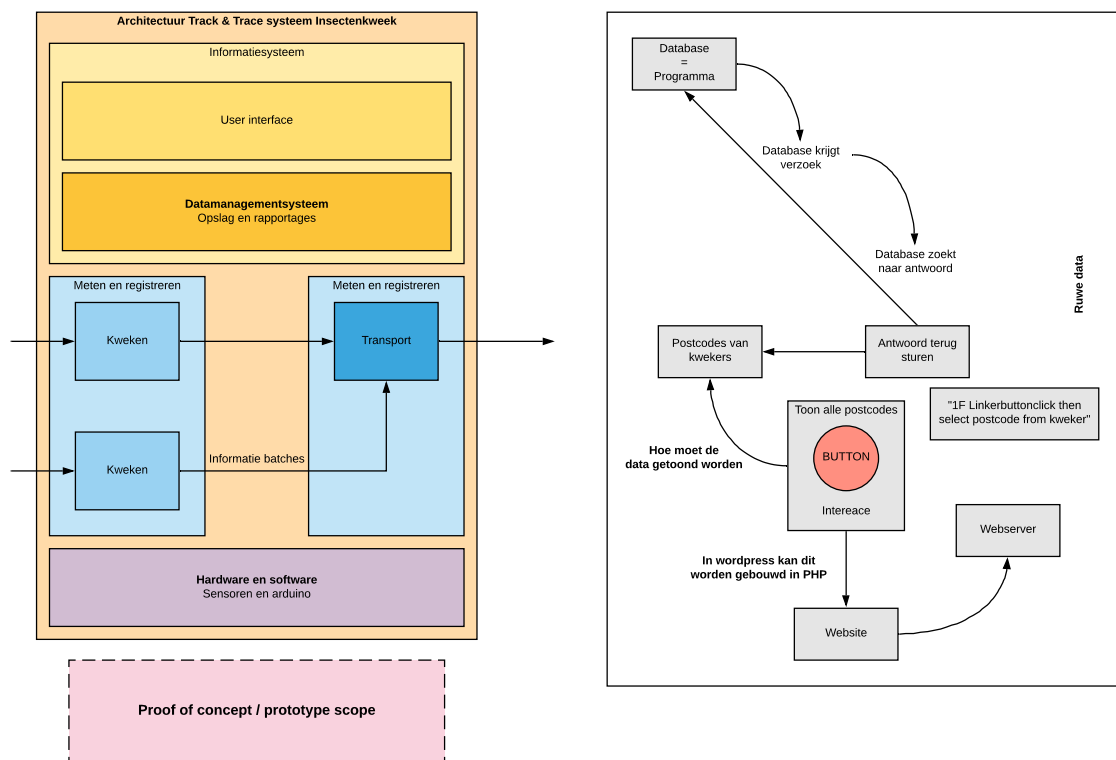 Architectuur Track & Trace systeem Insectenkweek
Informatiesysteem
User interface
Datamanagementsysteem
Opslag en rapportages
Meten en registreren
Kweken
Kweken
Informatie batches
Meten en registreren
Transport
Hardware en software
Sensoren en arduino
Proof of concept / prototype scope
Database
=
Programma
Database krijgt
verzoek
Database zoekt
naar antwoord
Ruwe data
Postcodes van
kwekers
Antwoord terug
sturen
"1F Linkerbuttonclick then
select postcode from kweker"
Toon alle postcodes
BUTTON
Intereace
Hoe moet de
data getoond worden
In wordpress kan dit
worden gebouwd in PHP
Webserver
Website